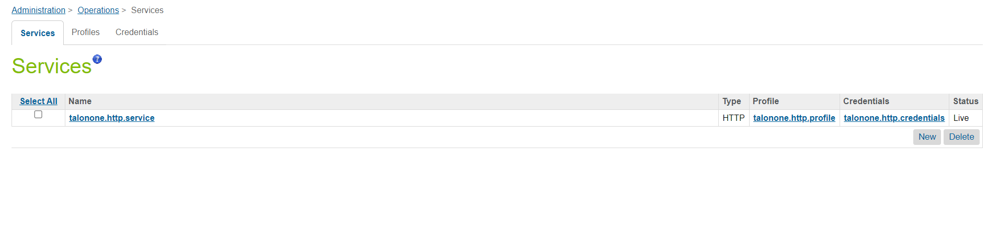 Administration > Operations > Services
Services Profiles Credentials
Services ?
Select All Name Type Profile Credentials Status
talonone.http.service HTTP talonone.http.profile talonone.http.credentials Live
New Delete